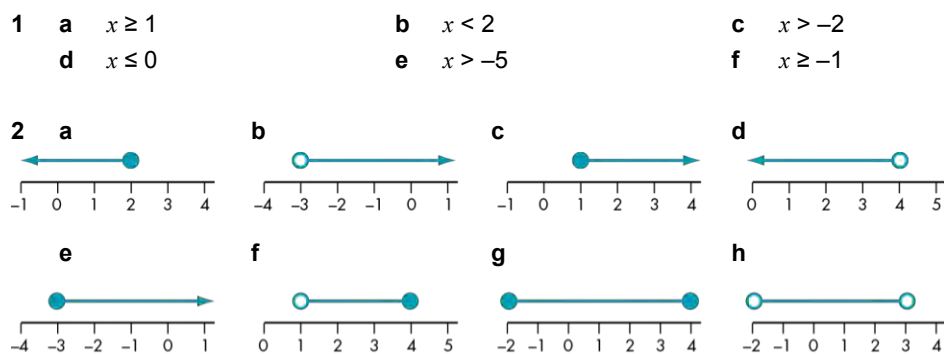 1 a x ≥ 1 b x < 2 c x > –2
d x ≤ 0 e x > –5 f x ≥ –1
2 a b c d
–1 0 1 2 3 4 –4 –3 –2 –1 0 1 –1 0 1 2 3 4 0 1 2 3 4 5
e f g h
–4 –3 –2 –1 0 1 0 1 2 3 4 5 –2 –1 0 1 2 3 4 –2 –1 0 1 2 3 4